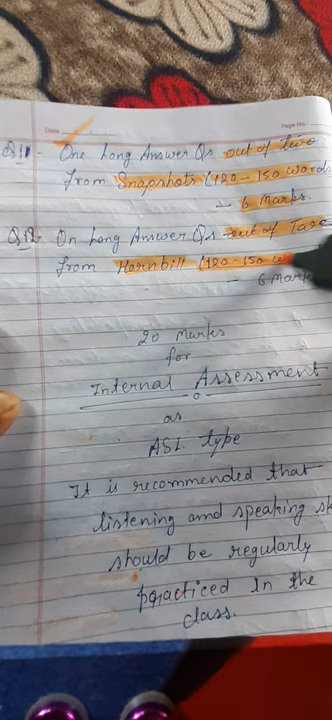 Date
Page No.
Q11- One Long Answer Qs. out of two
from Snapshots (120-150 words
- 6 Marks.
Q12- On Long Answer Qs. out of
from Hornbill (120-150
- 6 Mark
20 Marks
for
Internal Assessment
as
ASL type
It is recommended that
listening and speaking sk
should be regularly
practiced in the
class.